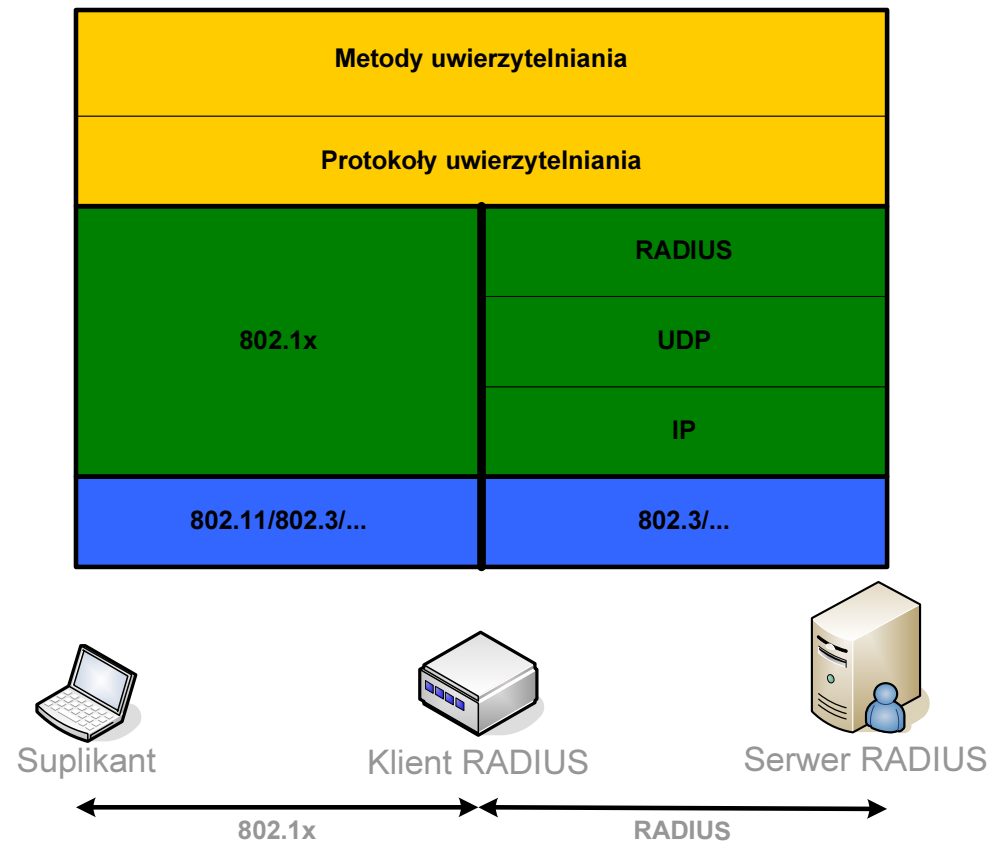 Metody uwierzytelniania
Protokoły uwierzytelniania
802.1x
RADIUS
UDP
IP
802.11/802.3/...
802.3/...
Suplikant
Klient RADIUS
Serwer RADIUS
802.1x
RADIUS